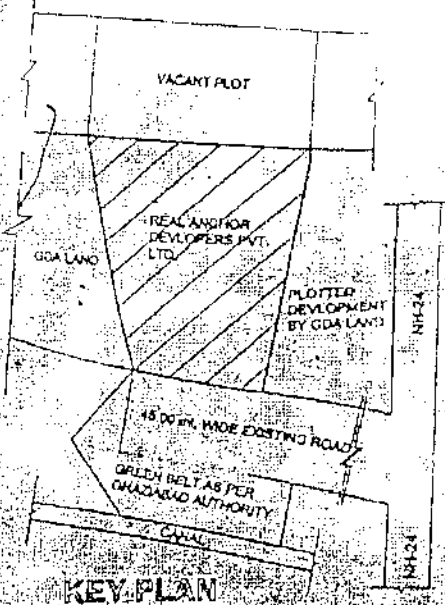 VACANT PLOT
REAL ANCHOR
DEVLOPERS PVT.
LTD.
GDA LAND
PLOTTED
DEVLOPMENT
BY GDA LAND
NH-24
45.00 M. WIDE EXISTING ROAD
GREEN BELT AS PER
GHAZIABAD AUTHORITY
CANAL
NH-24
KEY PLAN